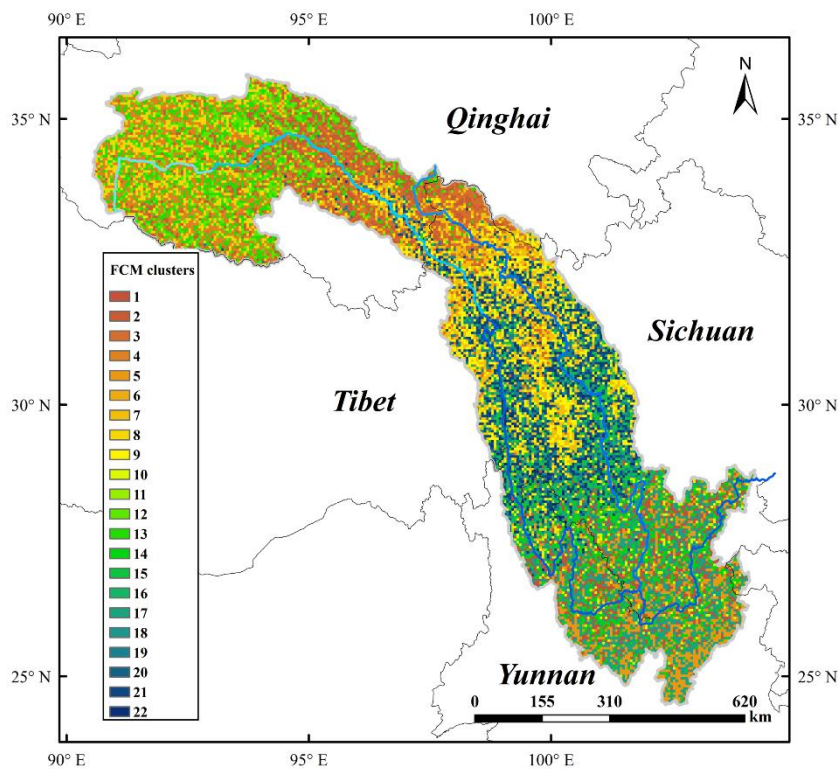 90° E 95° E 100° E
N
35° N 35° N
Qinghai
FCM clusters
1
2
3
4
5
6
7
8
9
10
11
12
13
14
15
16
17
18
19
20
21
22
Sichuan
Tibet
30° N 30° N
Yunnan
25° N 25° N
0 155 310 620
km
90° E 95° E 100° E